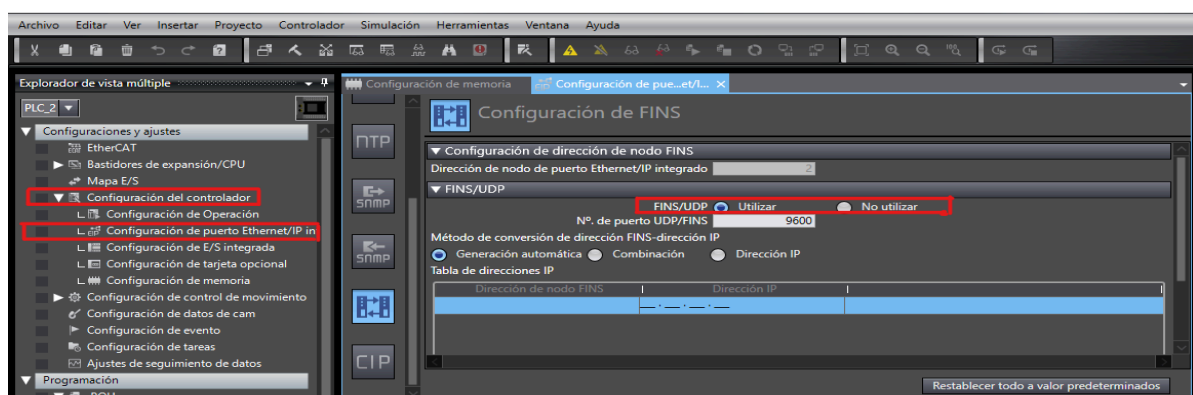 Archivo Editar Ver Insertar Proyecto Controlador Simulación Herramientas Ventana Ayuda
Explorador de vista múltiple
PLC_2
Configuraciones y ajustes
EtherCAT
Bastidores de expansión/CPU
Mapa E/S
Configuración del controlador
Configuración de Operación
Configuración de puerto Ethernet/IP in
Configuración de E/S integrada
Configuración de tarjeta opcional
Configuración de memoria
Configuración de control de movimiento
Configuración de datos de cam
Configuración de evento
Configuración de tareas
Ajustes de seguimiento de datos
Programación
Configuración de memoria
Configuración de pue...et/I...
NTP
SNMP
SNMP
CIP
Configuración de FINS
Configuración de dirección de nodo FINS
Dirección de nodo de puerto Ethernet/IP integrado 2
FINS/UDP
FINS/UDP Utilizar No utilizar
Nº. de puerto UDP/FINS 9600
Método de conversión de dirección FINS-dirección IP
Generación automática Combinación Dirección IP
Tabla de direcciones IP
Dirección de nodo FINS Dirección IP
Restablecer todo a valor predeterminados